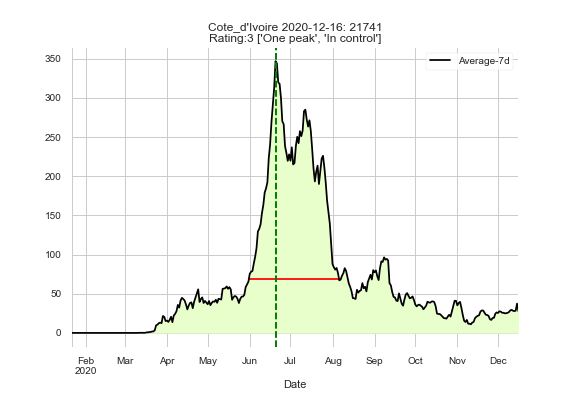 Cote_d'Ivoire 2020-12-16: 21741
Rating:3 ['One peak', 'In control']
Average-7d
350
300
250
200
150
100
50
0
Feb Mar Apr May Jun Jul Aug Sep Oct Nov Dec
2020
Date